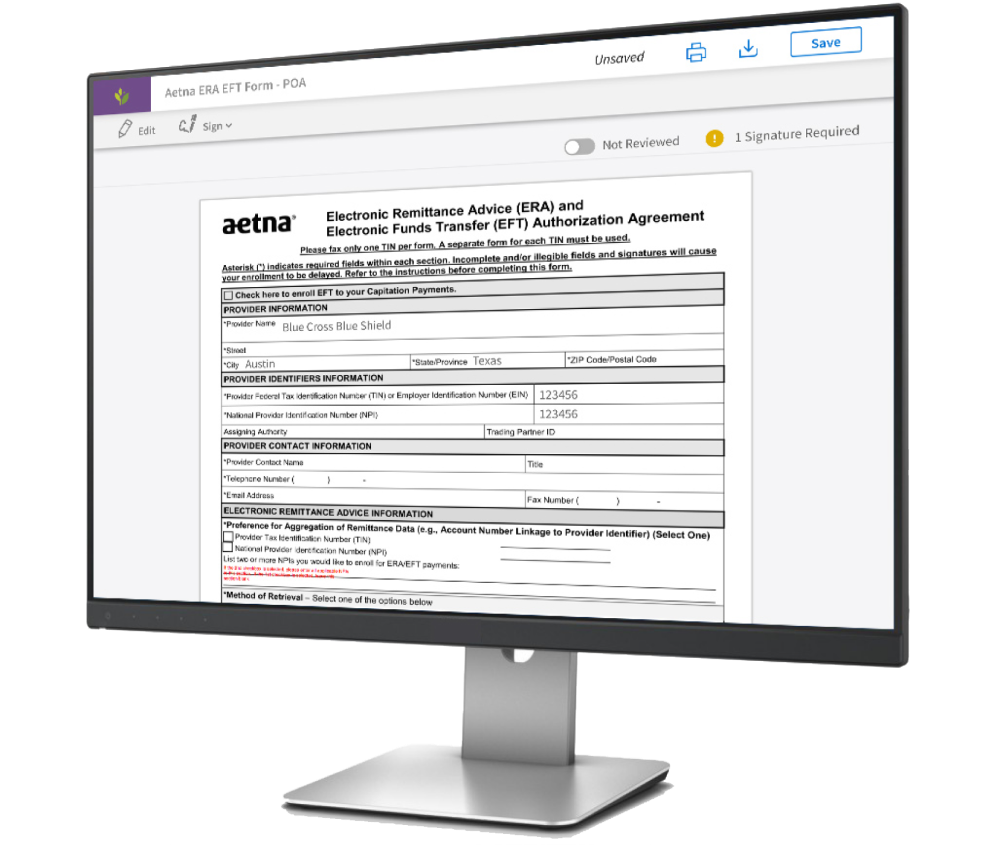 Aetna ERA EFT Form - POA
Unsaved
Save
Edit
Sign
Not Reviewed
1 Signature Required
aetna®
Electronic Remittance Advice (ERA) and
Electronic Funds Transfer (EFT) Authorization Agreement
Please fax only one TIN per form. A separate form for each TIN must be used.
Asterisk (*) indicates required fields within each section. Incomplete and/or illegible fields and signatures will cause
your enrollment to be delayed. Refer to the instructions before completing this form.
Check here to enroll EFT to your Capitation Payments.
PROVIDER INFORMATION
*Provider Name Blue Cross Blue Shield
*Street
*City Austin *State/Province Texas *ZIP Code/Postal Code
PROVIDER IDENTIFIERS INFORMATION
*Provider Federal Tax Identification Number (TIN) or Employer Identification Number (EIN) 123456
*National Provider Identification Number (NPI) 123456
Assigning Authority Trading Partner ID
PROVIDER CONTACT INFORMATION
*Provider Contact Name Title
*Telephone Number ( ) -
*Email Address Fax Number ( ) -
ELECTRONIC REMITTANCE ADVICE INFORMATION
*Preference for Aggregation of Remittance Data (e.g., Account Number Linkage to Provider Identifier) (Select One)
Provider Tax Identification Number (TIN)
National Provider Identification Number (NPI)
List two or more NPIs you would like to enroll for ERA/EFT payments:
*Method of Retrieval – Select one of the options below